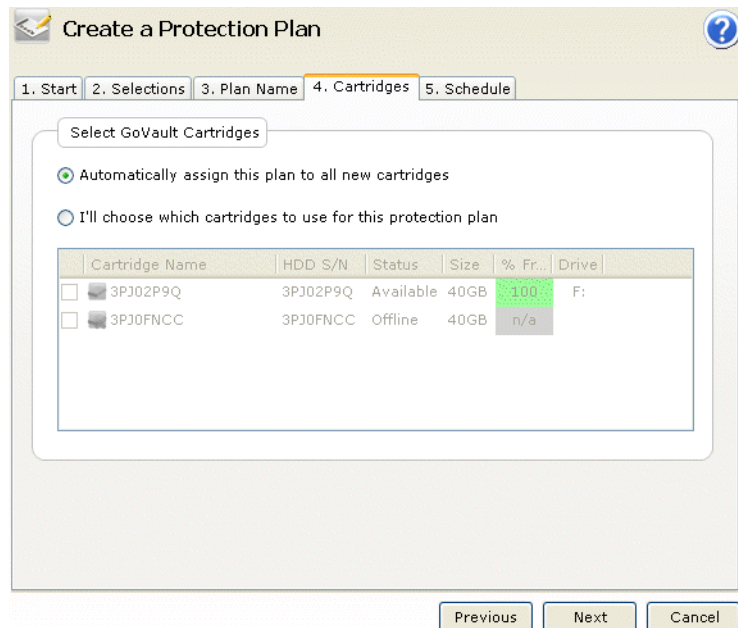 Create a Protection Plan
?
1. Start 2. Selections 3. Plan Name 4. Cartridges 5. Schedule
Select GoVault Cartridges
Automatically assign this plan to all new cartridges
I'll choose which cartridges to use for this protection plan
Cartridge Name HDD S/N Status Size % Fr... Drive
3PJ02P9Q 3PJ02P9Q Available 40GB 100 F:
3PJ0FNCC 3PJ0FNCC Offline 40GB n/a
Previous Next Cancel